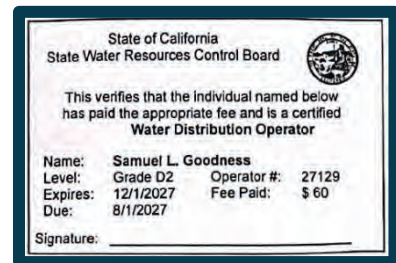 State of California
State Water Resources Control Board
This verifies that the individual named below
has paid the appropriate fee and is a certified
Water Distribution Operator
Name: Samuel L. Goodness
Level: Grade D2 Operator #: 27129
Expires: 12/1/2027 Fee Paid: $ 60
Due: 8/1/2027
Signature: